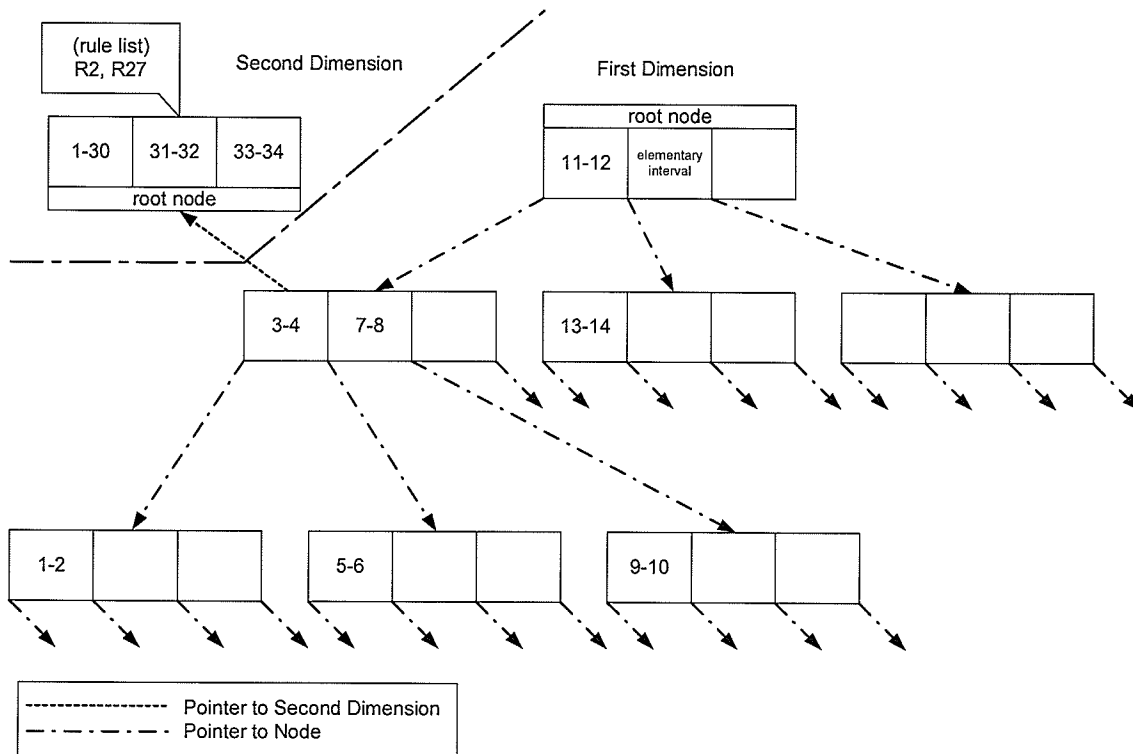 (rule list)
R2, R27
Second Dimension
First Dimension
1-30 31-32 33-34
root node
root node
11-12 elementary
interval
3-4 7-8
13-14
1-2
5-6
9-10
Pointer to Second Dimension
Pointer to Node